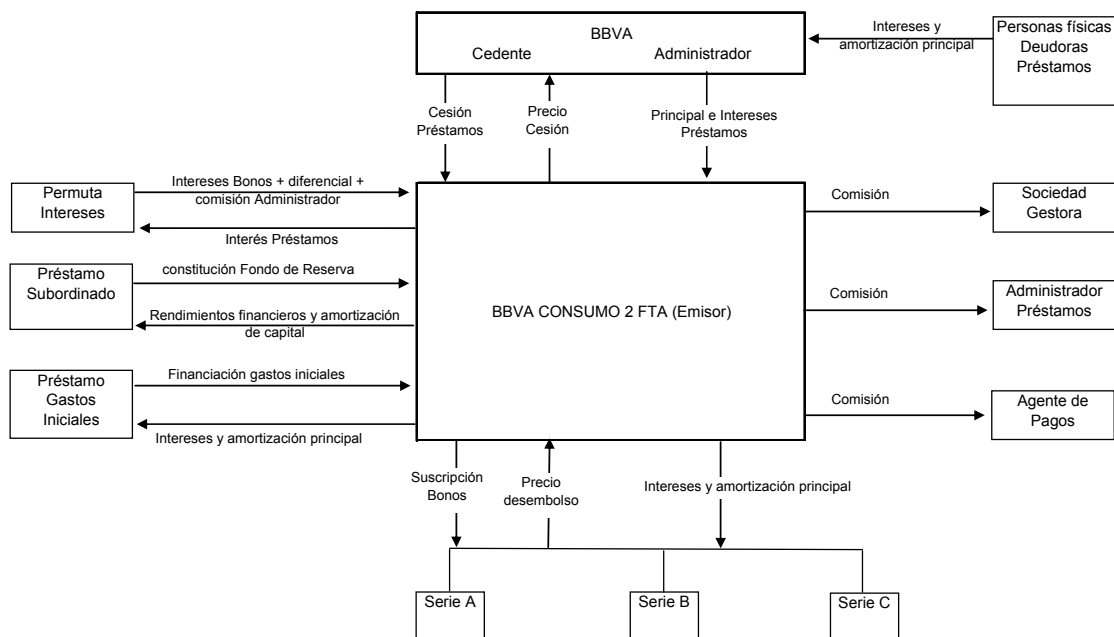 BBVA
Cedente
Administrador
Intereses y
amortización principal
Personas físicas
Deudoras
Préstamos
Cesión
Préstamos
Precio
Cesión
Principal e Intereses
Préstamos
Permuta
Intereses
Intereses Bonos + diferencial +
comisión Administrador
Interés Préstamos
Préstamo
Subordinado
constitución Fondo de Reserva
Rendimientos financieros y amortización
de capital
Préstamo
Gastos
Iniciales
Financiación gastos iniciales
Intereses y amortización principal
BBVA CONSUMO 2 FTA (Emisor)
Comisión
Sociedad
Gestora
Comisión
Administrador
Préstamos
Comisión
Agente de
Pagos
Suscripción
Bonos
Precio
desembolso
Intereses y amortización principal
Serie A
Serie B
Serie C